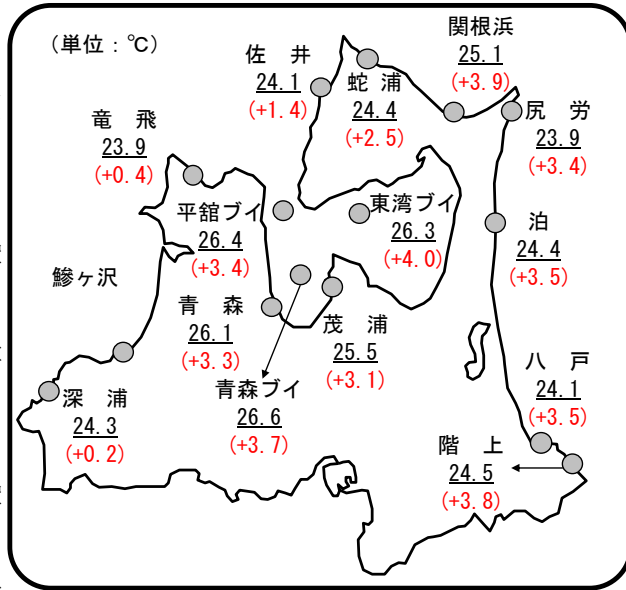 (単位：℃)
関根浜
25.1
(+3.9)
佐 井
24.1
(+1.4)
蛇 浦
24.4
(+2.5)
尻 労
23.9
(+3.4)
竜 飛
23.9
(+0.4)
平舘ブイ
26.4
(+3.4)
東湾ブイ
26.3
(+4.0)
泊
24.4
(+3.5)
鰺ヶ沢
青 森
26.1
(+3.3)
茂 浦
25.5
(+3.1)
八 戸
24.1
(+3.5)
深 浦
24.3
(+0.2)
青森ブイ
26.6
(+3.7)
階 上
24.5
(+3.8)